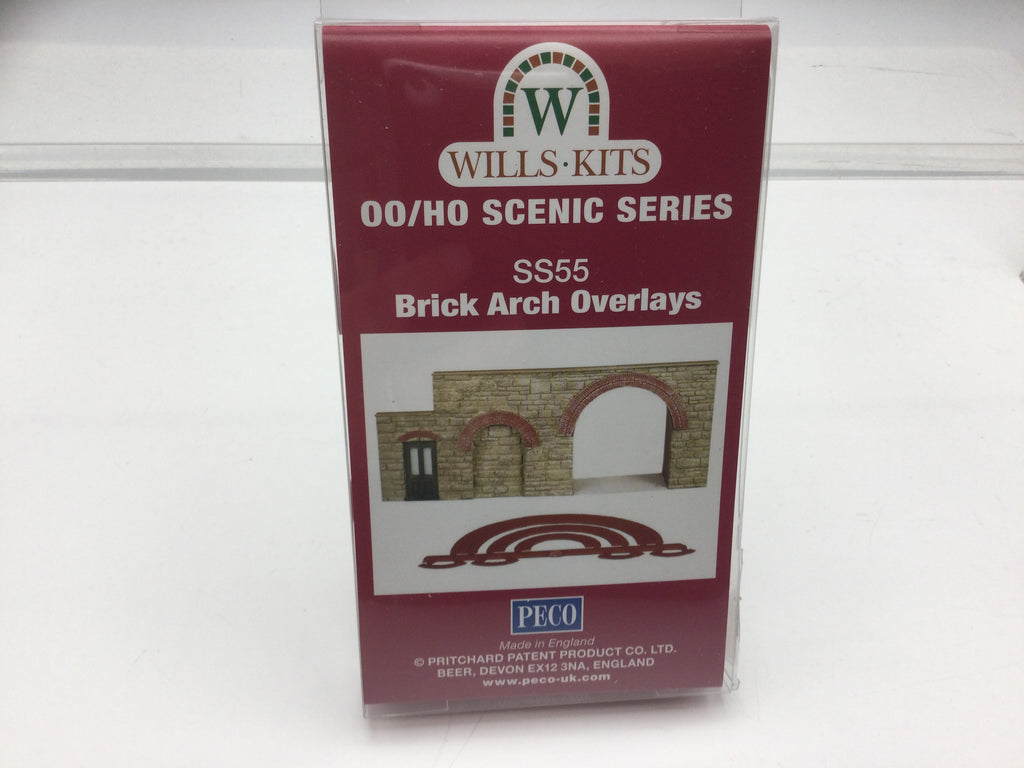 W
WILLS·KITS
OO/HO SCENIC SERIES
SS55
Brick Arch Overlays
PECO
Made in England
© PRITCHARD PATENT PRODUCT CO. LTD.
BEER, DEVON EX12 3NA, ENGLAND
www.peco-uk.com